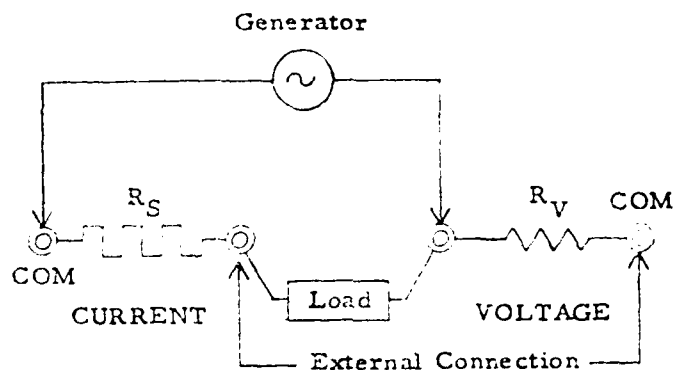 Generator
R_S
R_V
COM
COM
Load
CURRENT
VOLTAGE
External Connection